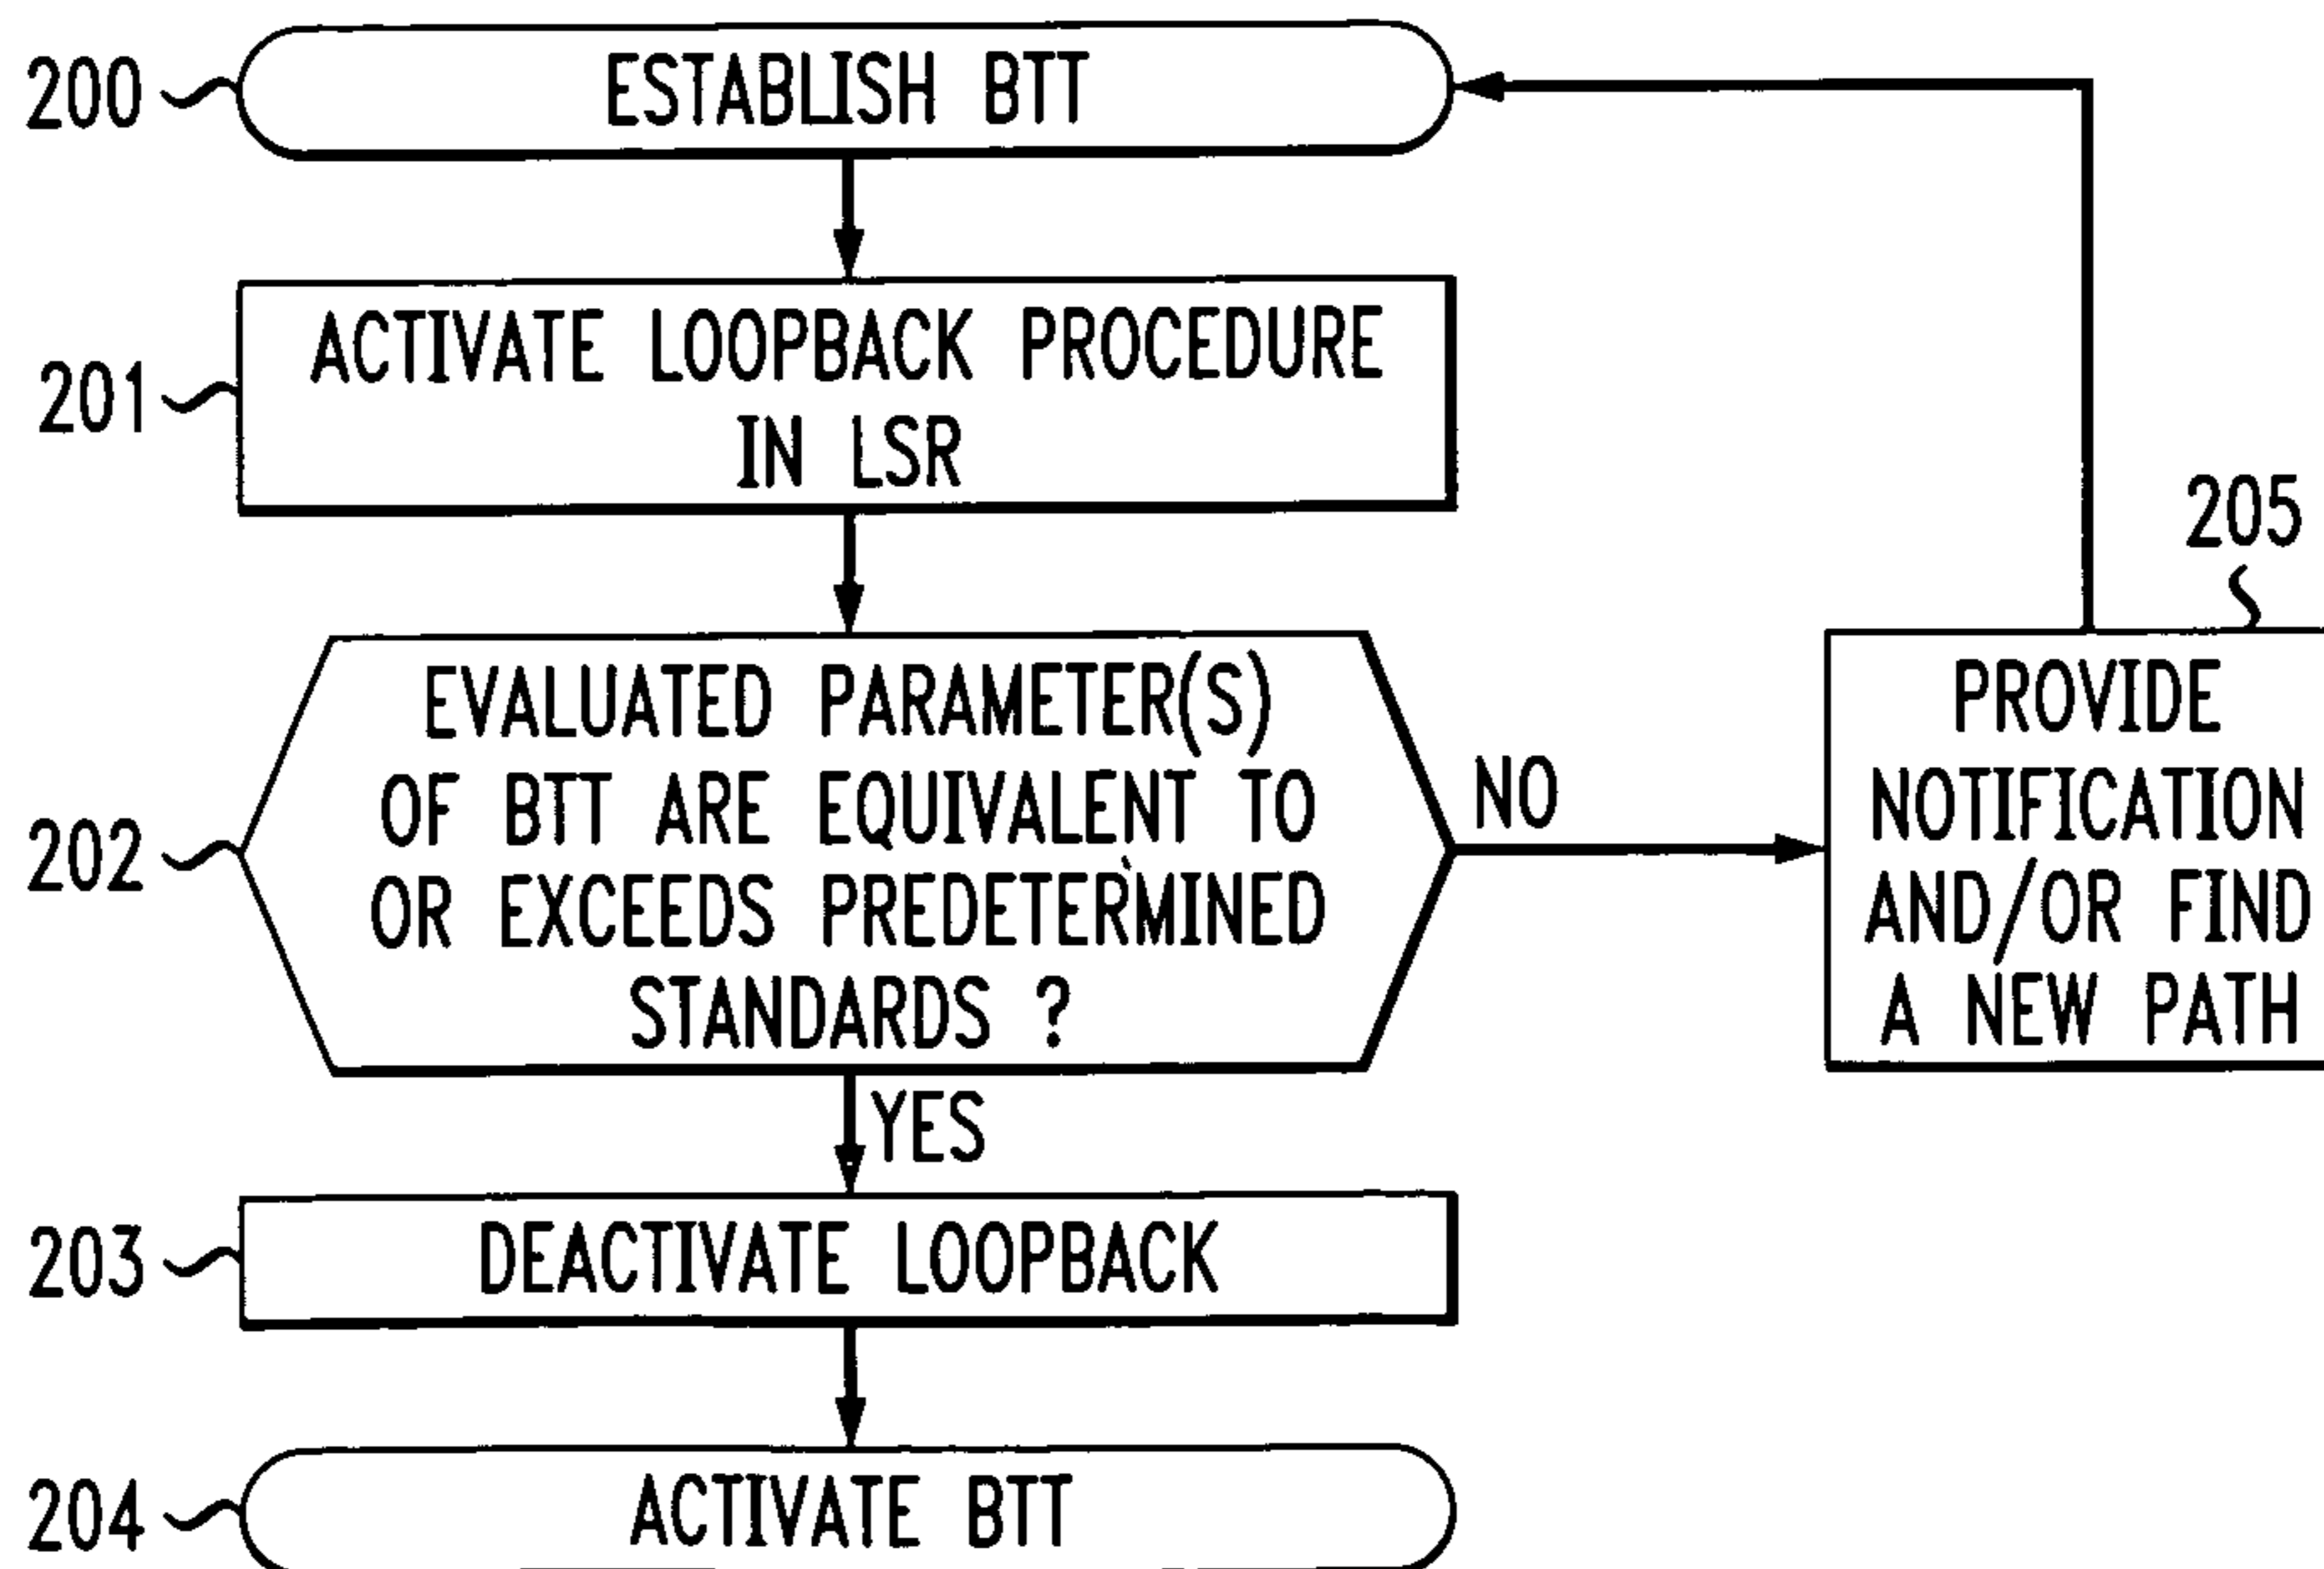 200
ESTABLISH BTT
201
ACTIVATE LOOPBACK PROCEDURE
IN LSR
202
EVALUATED PARAMETER(S)
OF BTT ARE EQUIVALENT TO
OR EXCEEDS PREDETERMINED
STANDARDS ?
NO
205
PROVIDE
NOTIFICATION
AND/OR FIND
A NEW PATH
YES
203
DEACTIVATE LOOPBACK
204
ACTIVATE BTT